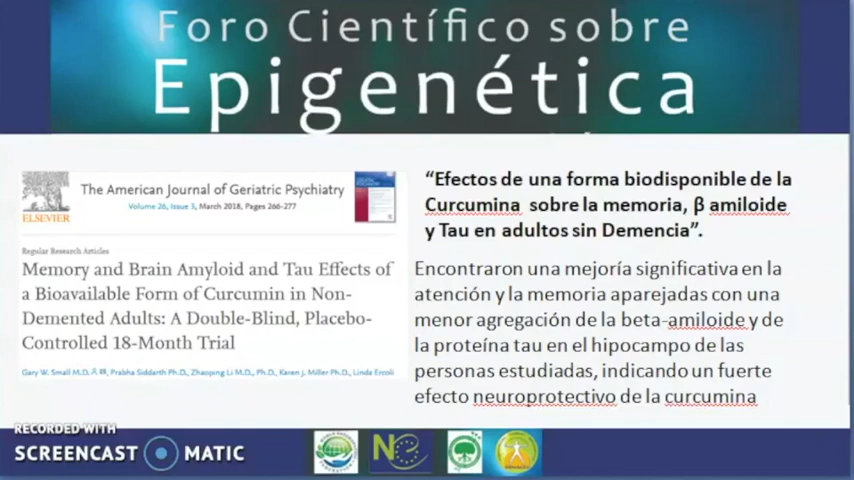 Foro Científico sobre
Epigenética
ELSEVIER
The American Journal of Geriatric Psychiatry
Volume 26, Issue 3, March 2018, Pages 266-277
Regular Research Articles
Memory and Brain Amyloid and Tau Effects of
a Bioavailable Form of Curcumin in Non-
Demented Adults: A Double-Blind, Placebo-
Controlled 18-Month Trial
Gary W. Small M.D., Prabha Siddarth Ph.D., Zhaoping Li M.D., Ph.D., Karen J. Miller Ph.D., Linda Ercoli
“Efectos de una forma biodisponible de la
Curcumina sobre la memoria, β amiloide
y Tau en adultos sin Demencia”.
Encontraron una mejoría significativa en la
atención y la memoria aparejadas con una
menor agregación de la beta-amiloide y de
la proteína tau en el hipocampo de las
personas estudiadas, indicando un fuerte
efecto neuroprotectivo de la curcumina
RECORDED WITH
SCREENCAST MATIC
Ne